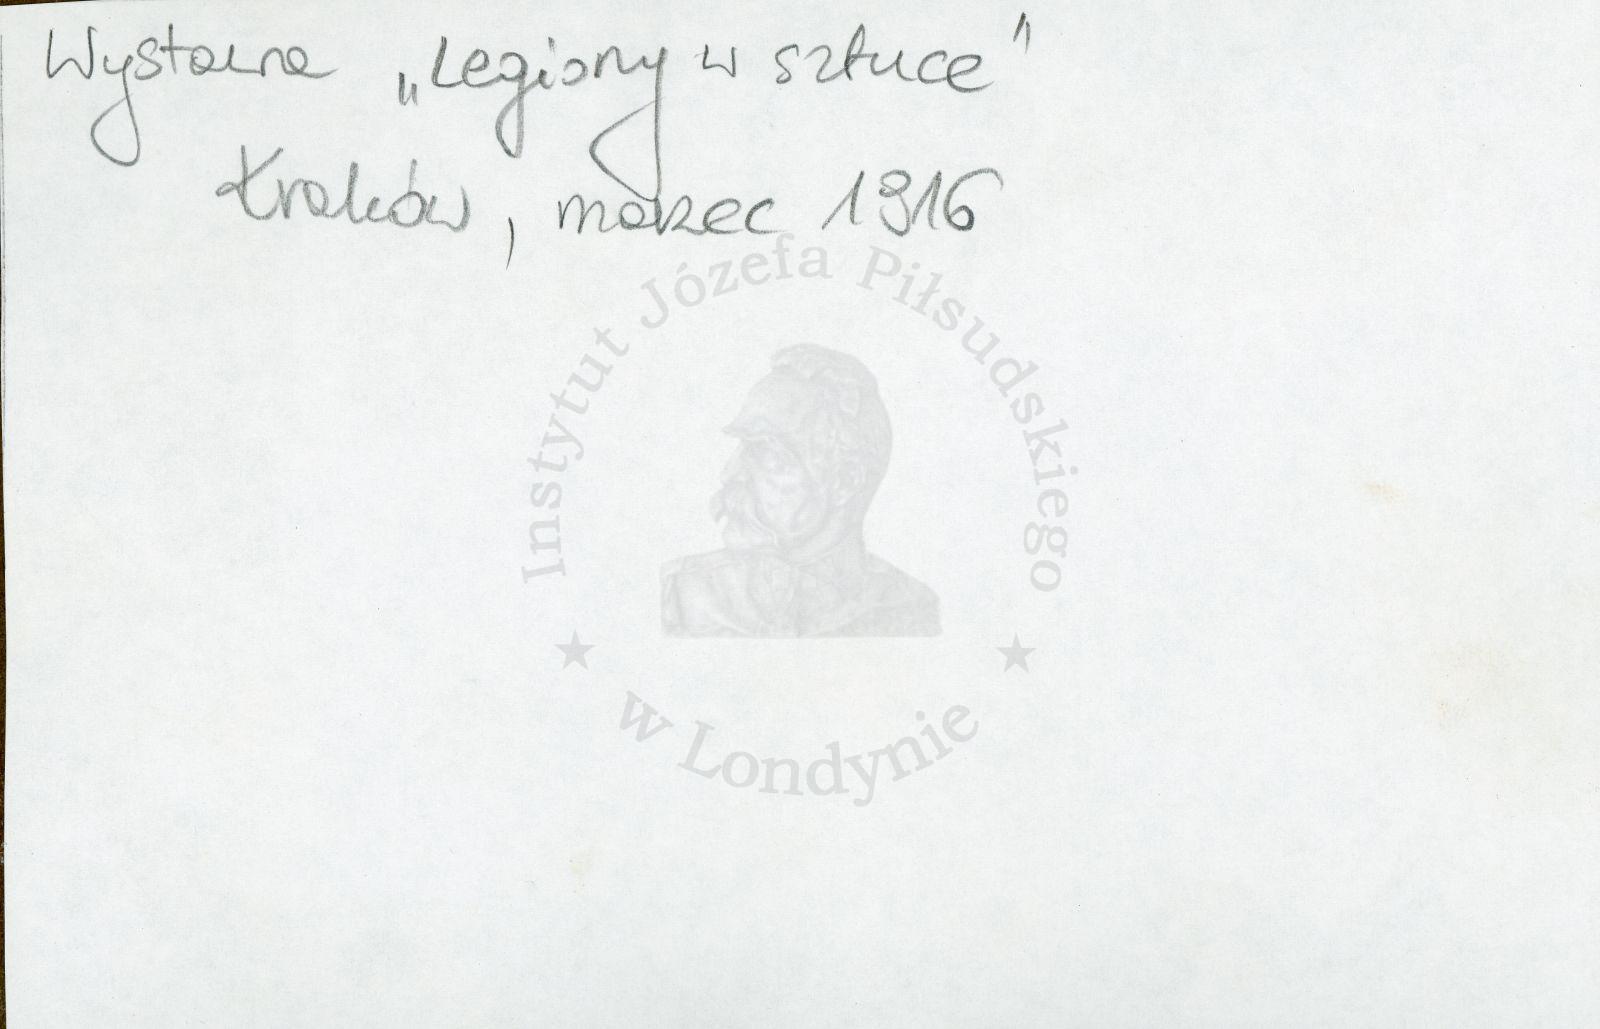 Wystawa „Legiony w sztuce"
Kraków, marzec 1916
Instytut Józefa Piłsudskiego
w Londynie